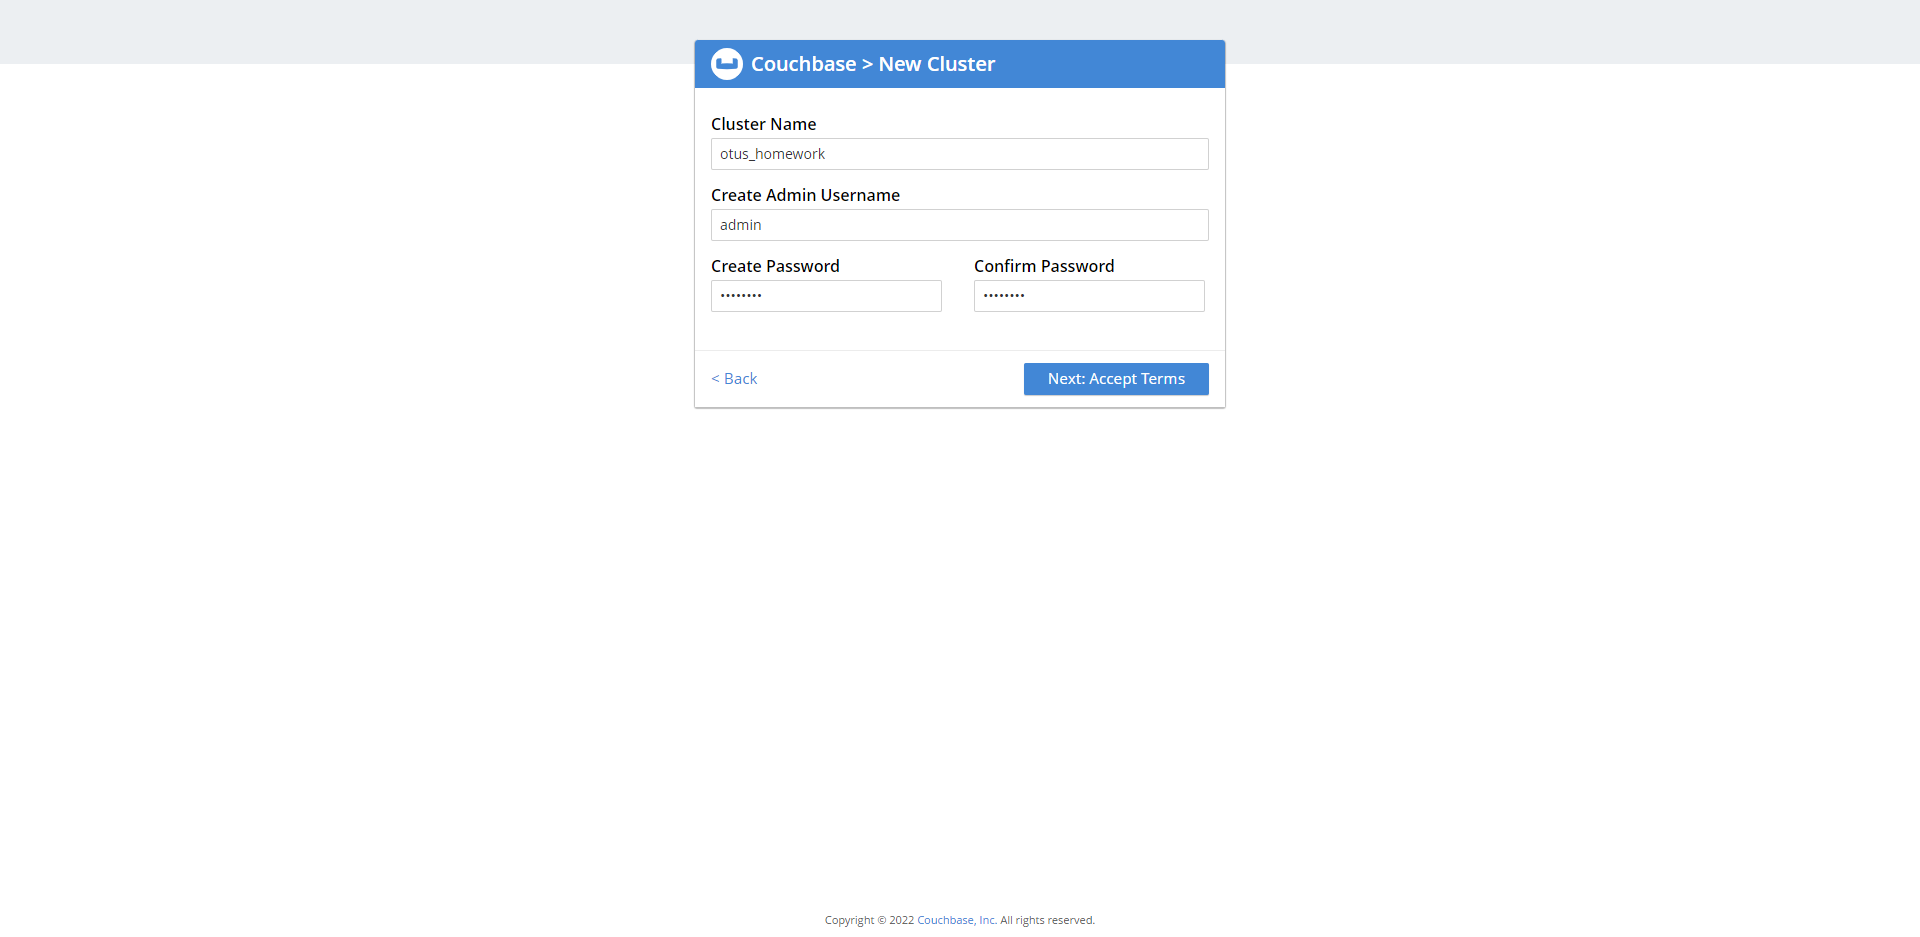 Couchbase > New Cluster
Cluster Name
otus_homework
Create Admin Username
admin
Create Password Confirm Password
•••••••• ••••••••
< Back Next: Accept Terms
Copyright © 2022 Couchbase, Inc. All rights reserved.